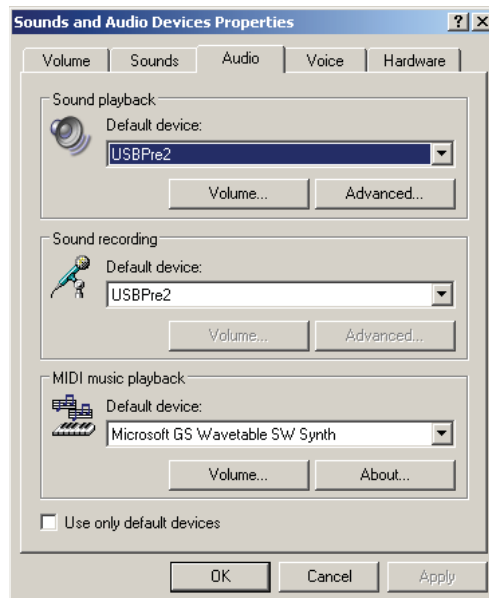 Sounds and Audio Devices Properties
Volume Sounds Audio Voice Hardware
Sound playback
Default device:
USBPre2
Volume... Advanced...
Sound recording
Default device:
USBPre2
Volume... Advanced...
MIDI music playback
Default device:
Microsoft GS Wavetable SW Synth
Volume... About...
Use only default devices
OK Cancel Apply